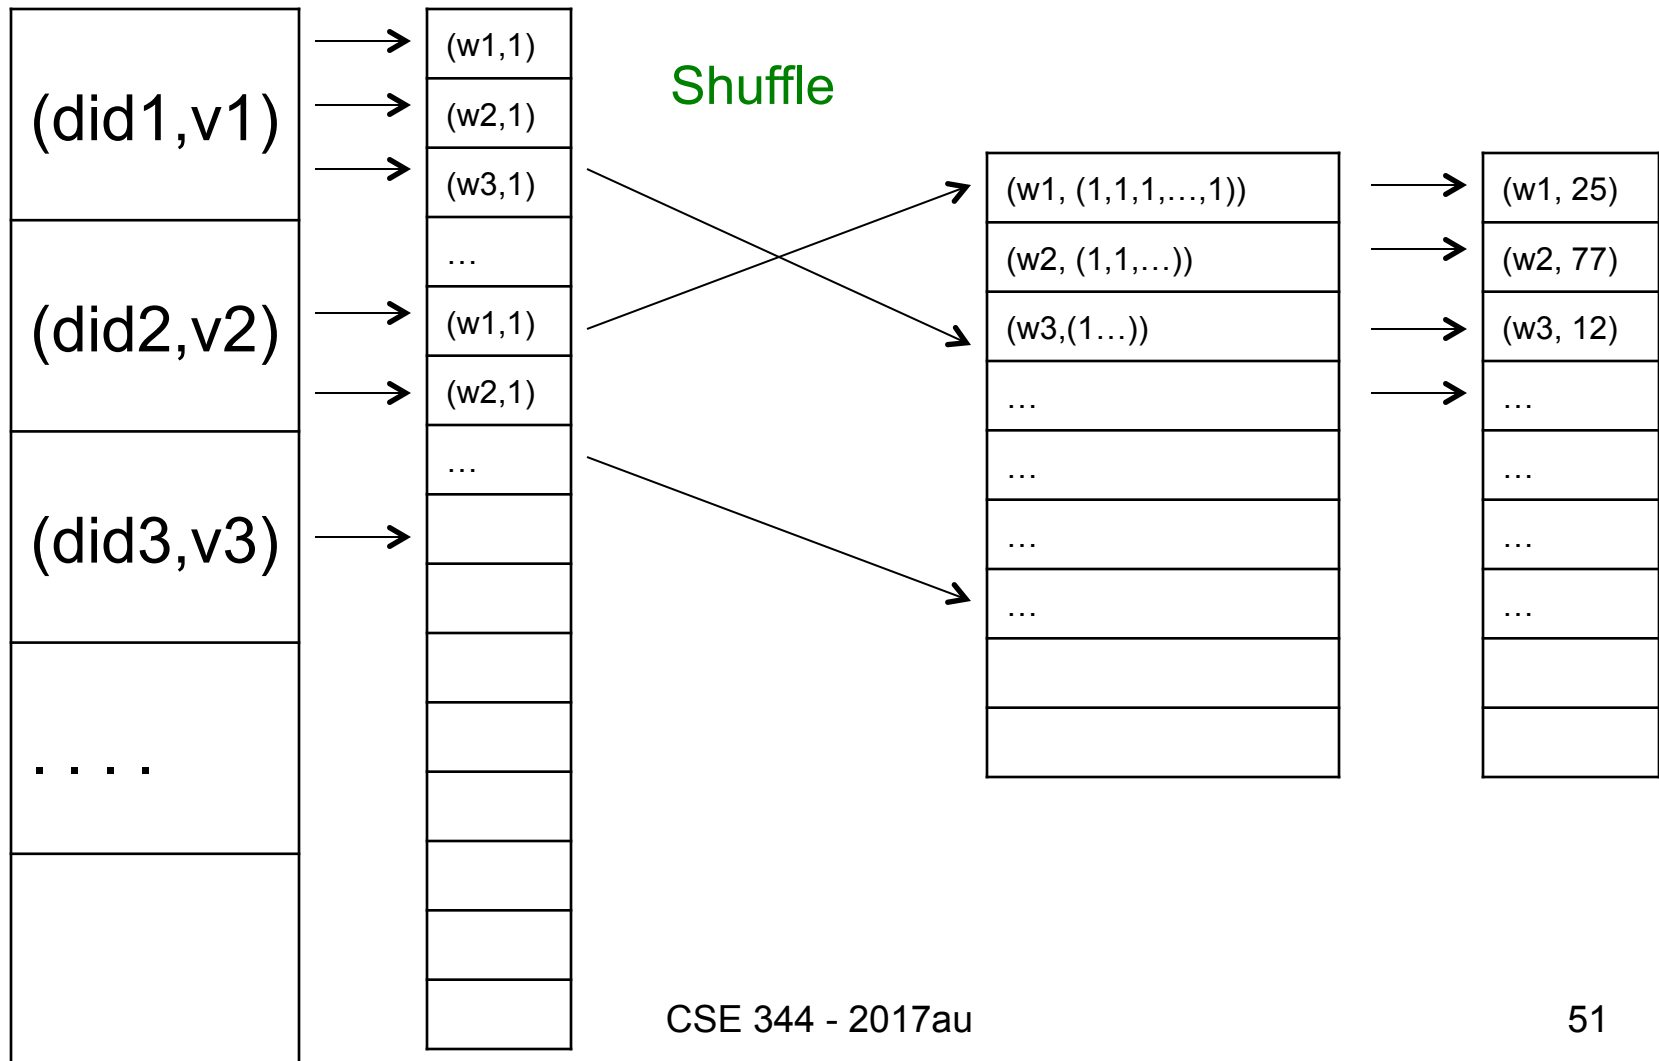 (did1,v1)
(did2,v2)
(did3,v3)
. . . .
(w1,1)
(w2,1)
(w3,1)
…
(w1,1)
(w2,1)
…
Shuffle
(w1, (1,1,1,…,1))
(w2, (1,1,…))
(w3,(1…))
…
…
…
…
(w1, 25)
(w2, 77)
(w3, 12)
…
…
…
…
CSE 344 - 2017au
51